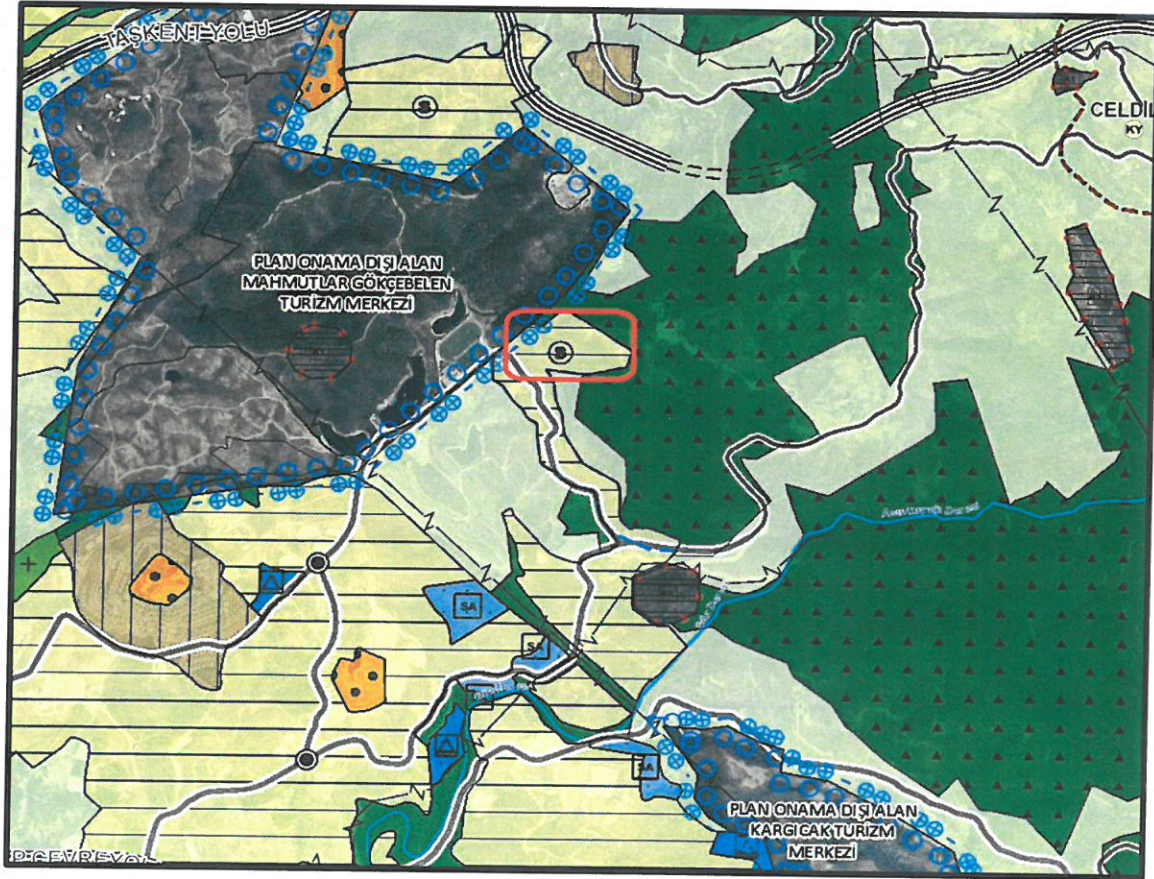 TAŞKENT YOLU
S
CELDİL
KY
PLAN ONAMA DIŞI ALAN
MAHMUTLAR GÖKÇEBELEN
TURİZM MERKEZİ
S
SA
SA
SA
PLAN ONAMA DIŞI ALAN
KARGICAK TURİZM
MERKEZİ